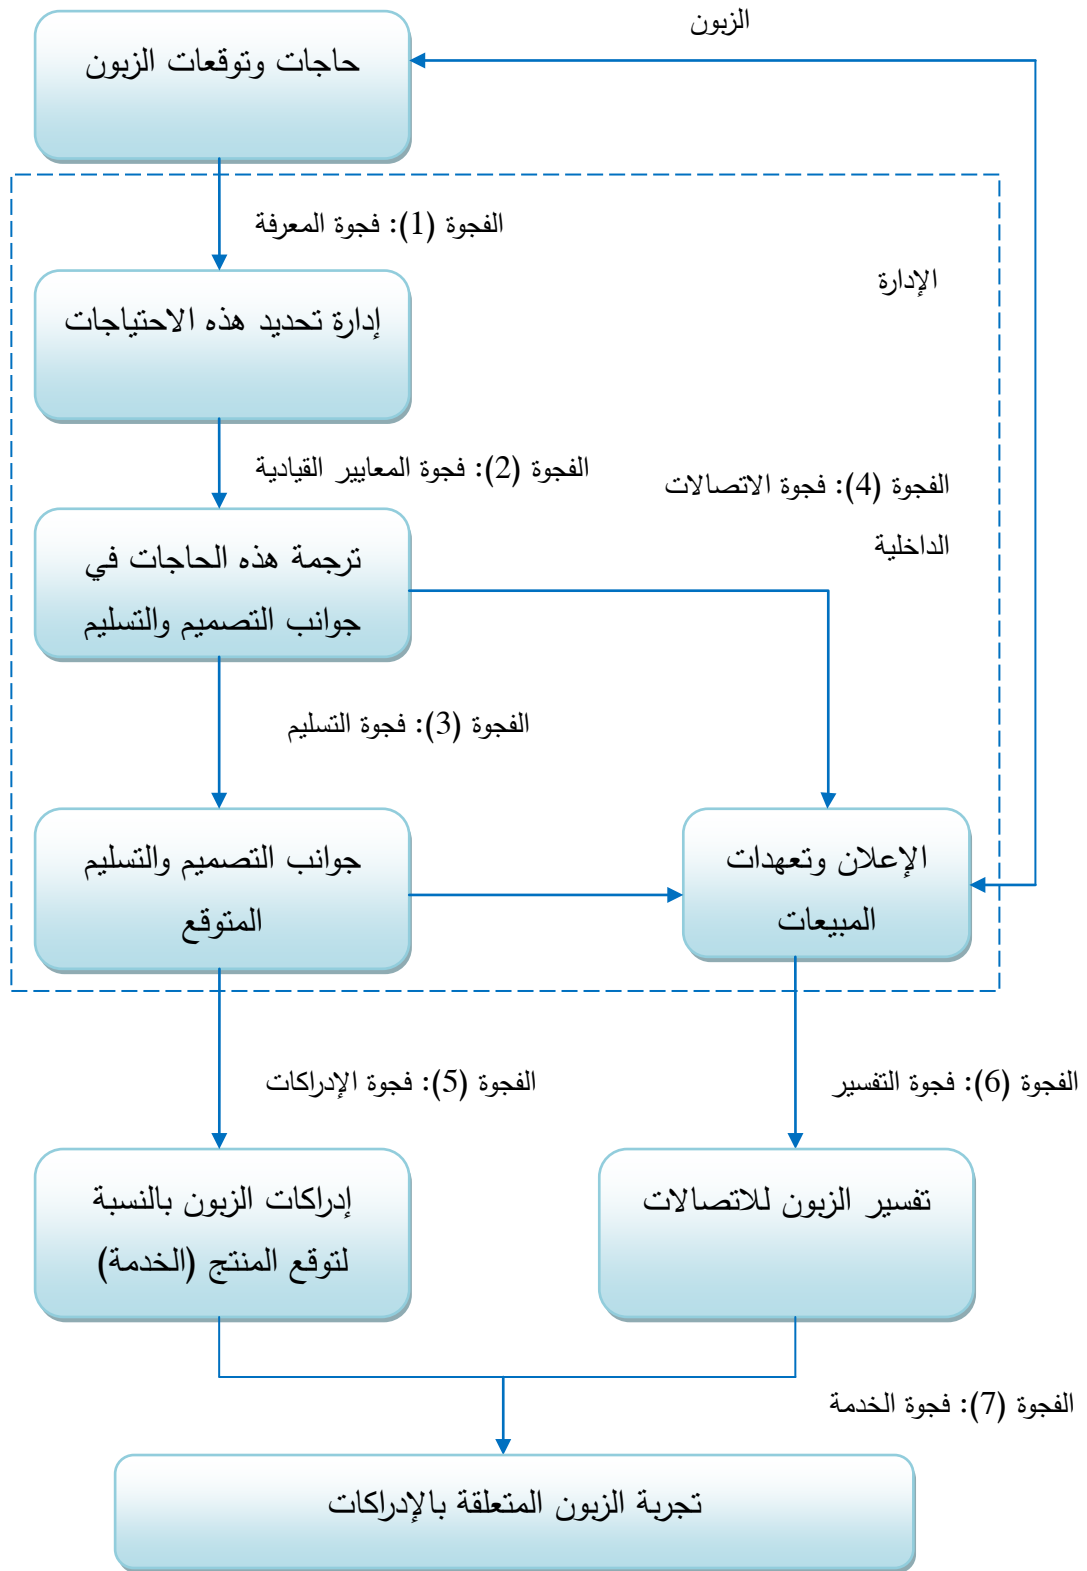 الزبون
حاجات وتوقعات الزبون
الفجوة (1): فجوة المعرفة
الإدارة
إدارة تحديد هذه الاحتياجات
الفجوة (2): فجوة المعايير القيادية
الفجوة (4): فجوة الاتصالات
الداخلية
ترجمة هذه الحاجات في
جوانب التصميم والتسليم
الفجوة (3): فجوة التسليم
جوانب التصميم والتسليم
المتوقع
الإعلان وتعهدات
المبيعات
الفجوة (5): فجوة الإدراكات
الفجوة (6): فجوة التفسير
إدراكات الزبون بالنسبة
لتوقع المنتج (الخدمة)
تفسير الزبون للاتصالات
الفجوة (7): فجوة الخدمة
تجربة الزبون المتعلقة بالإدراكات